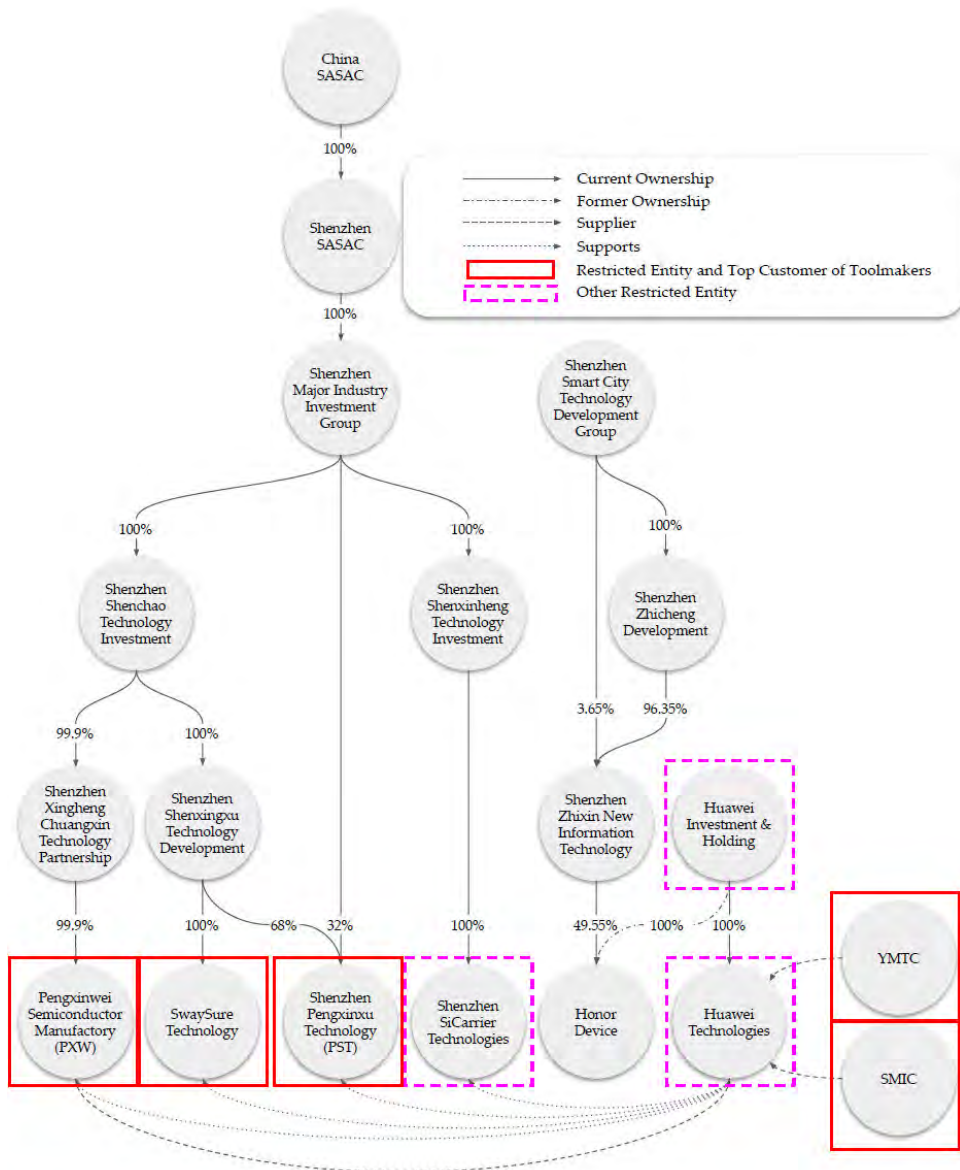 China
SASAC
100%
Shenzhen
SASAC
Current Ownership
Former Ownership
Supplier
Supports
Restricted Entity and Top Customer of Toolmakers
Other Restricted Entity
100%
Shenzhen
Major Industry
Investment
Group
Shenzhen
Smart City
Technology
Development
Group
100%
100%
100%
Shenzhen
Shenchao
Technology
Investment
Shenzhen
Shenxinheng
Technology
Investment
Shenzhen
Zhicheng
Development
99.9%
100%
3.65%
96.35%
Shenzhen
Xingheng
Chuangxin
Technology
Partnership
Shenzhen
Shenxingxu
Technology
Development
Shenzhen
Zhixin New
Information
Technology
Huawei
Investment &
Holding
99.9%
100%
68%
32%
100%
49.55%
100%
100%
Pengxinwei
Semiconductor
Manufactory
(PXW)
SwaySure
Technology
Shenzhen
Pengxinxu
Technology
(PST)
Shenzhen
SiCarrier
Technologies
Honor
Device
Huawei
Technologies
YMTC
SMIC